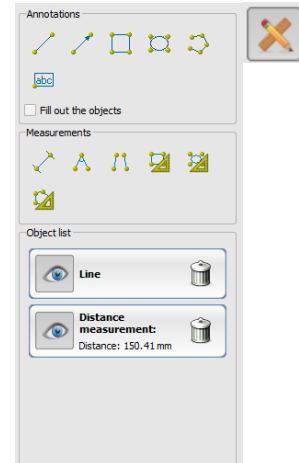 Annotations
abc
Fill out the objects
Measurements
Object list
Line
Distance
measurement:
Distance: 150.41 mm